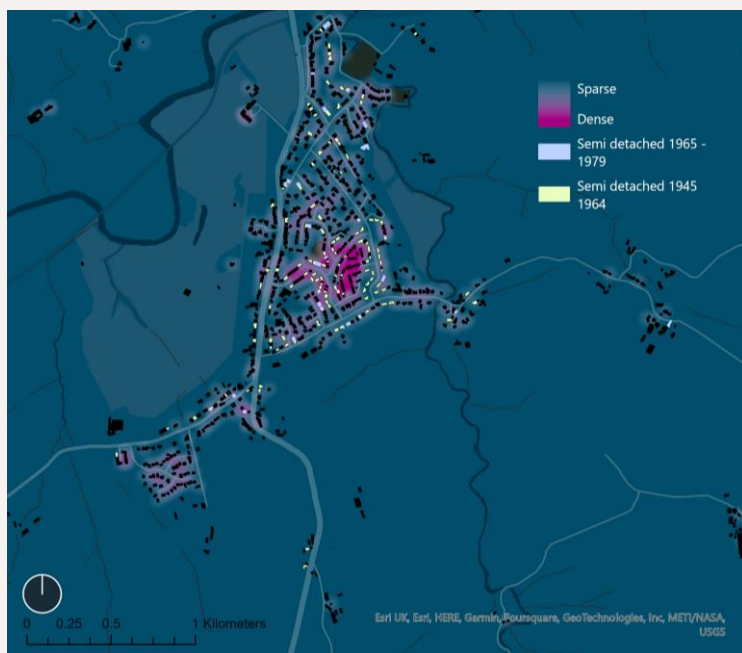 Sparse
Dense
Semi detached 1965 -
1979
Semi detached 1945
1964
0 0.25 0.5 1 Kilometers
Esri UK, Esri, HERE, Garmin, Foursquare, GeoTechnologies, Inc, METI/NASA,
USGS